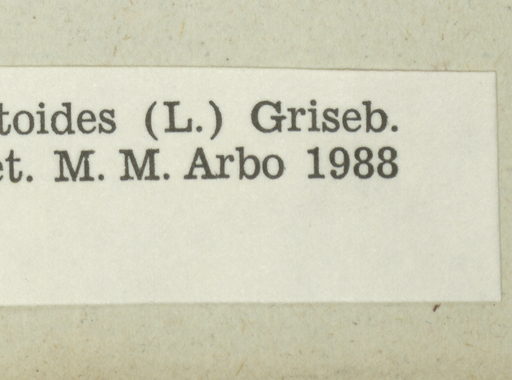 toides (L.) Griseb.
et. M. M. Arbo 1988